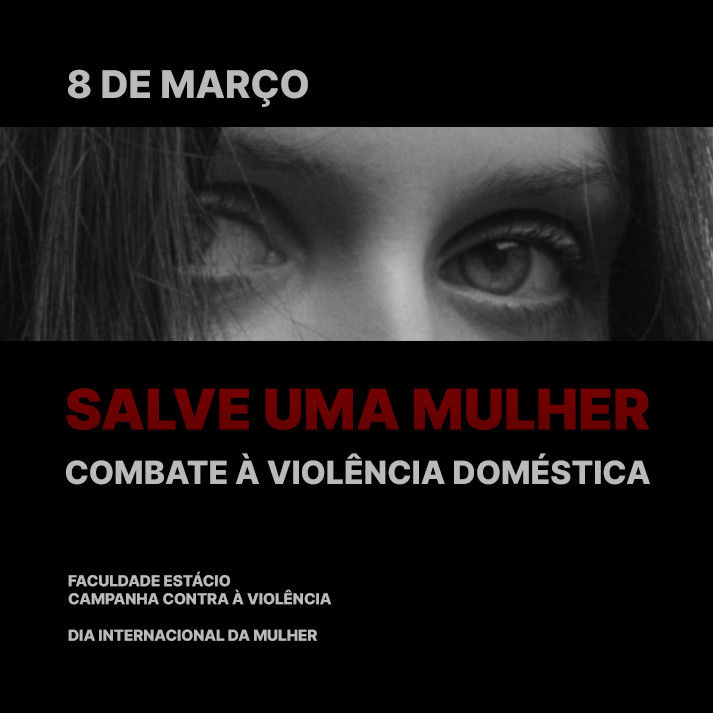 8 DE MARÇO
SALVE UMA MULHER
COMBATE À VIOLÊNCIA DOMÉSTICA
FACULDADE ESTÁCIO
CAMPANHA CONTRA À VIOLÊNCIA
DIA INTERNACIONAL DA MULHER